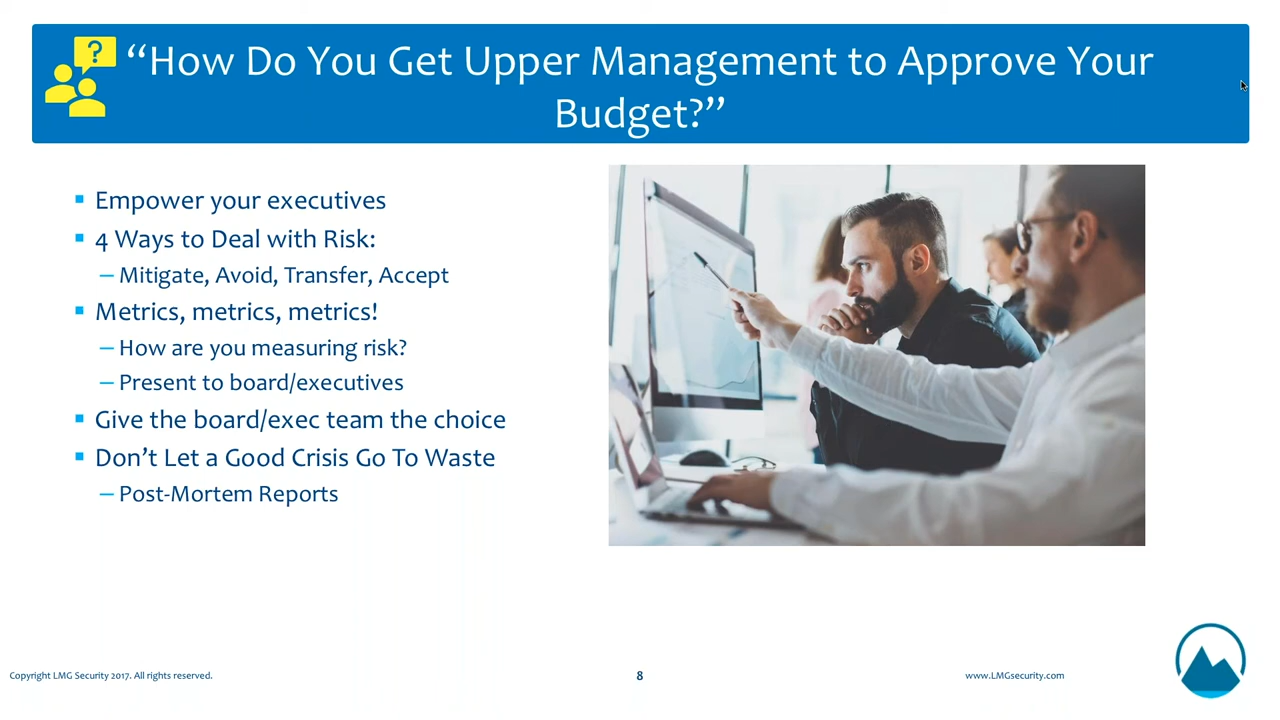 “How Do You Get Upper Management to Approve Your
Budget?”
?
Empower your executives
4 Ways to Deal with Risk:
– Mitigate, Avoid, Transfer, Accept
Metrics, metrics, metrics!
– How are you measuring risk?
– Present to board/executives
Give the board/exec team the choice
Don’t Let a Good Crisis Go To Waste
– Post-Mortem Reports
Copyright LMG Security 2017. All rights reserved.
8
www.LMGsecurity.com